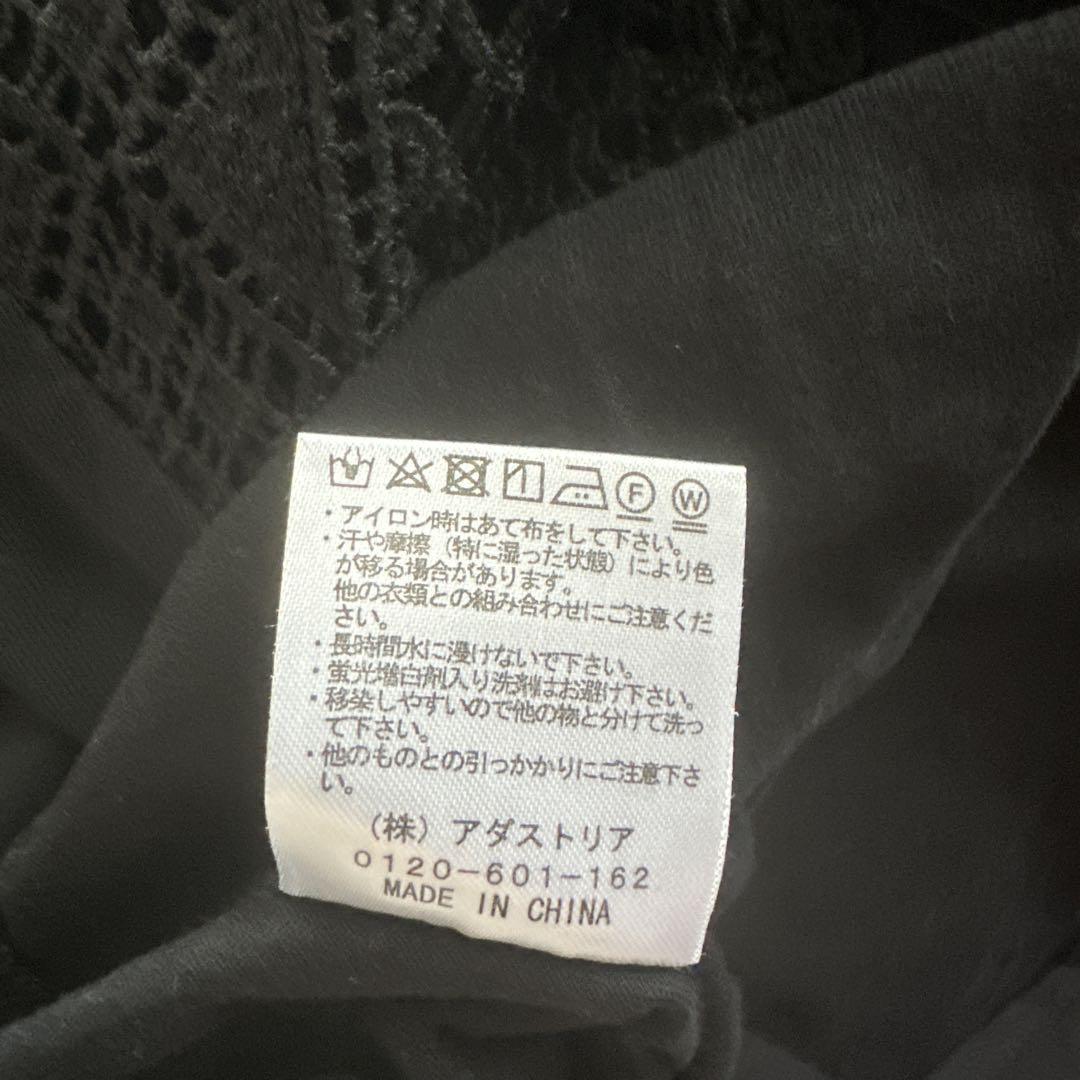 F W
・アイロン時はあて布をして下さい。
・汗や摩擦（特に湿った状態）により色
が移る場合があります。
他の衣類との組み合わせにご注意くだ
さい。
・長時間水に浸けないで下さい。
・蛍光増白剤入り洗剤はお避け下さい。
・移染しやすいので他の物と分けて洗っ
て下さい。
・他のものとの引っかかりにご注意下さ
い。
（株）アダストリア
0120-601-162
MADE IN CHINA